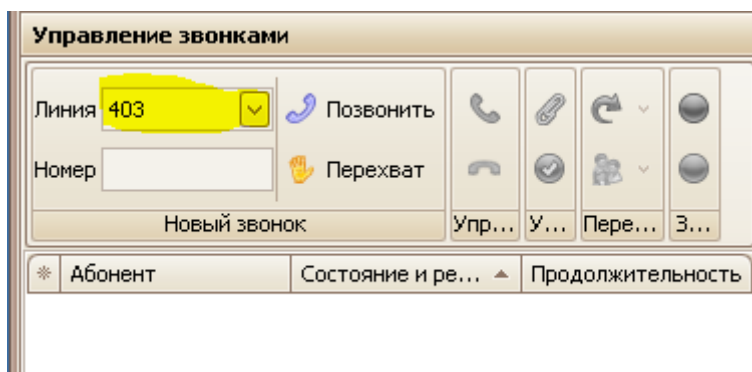 Управление звонками
Линия 403 Позвонить
Номер Перехват
Новый звонок Упр... У... Пере... З...
Абонент Состояние и ре... Продолжительность